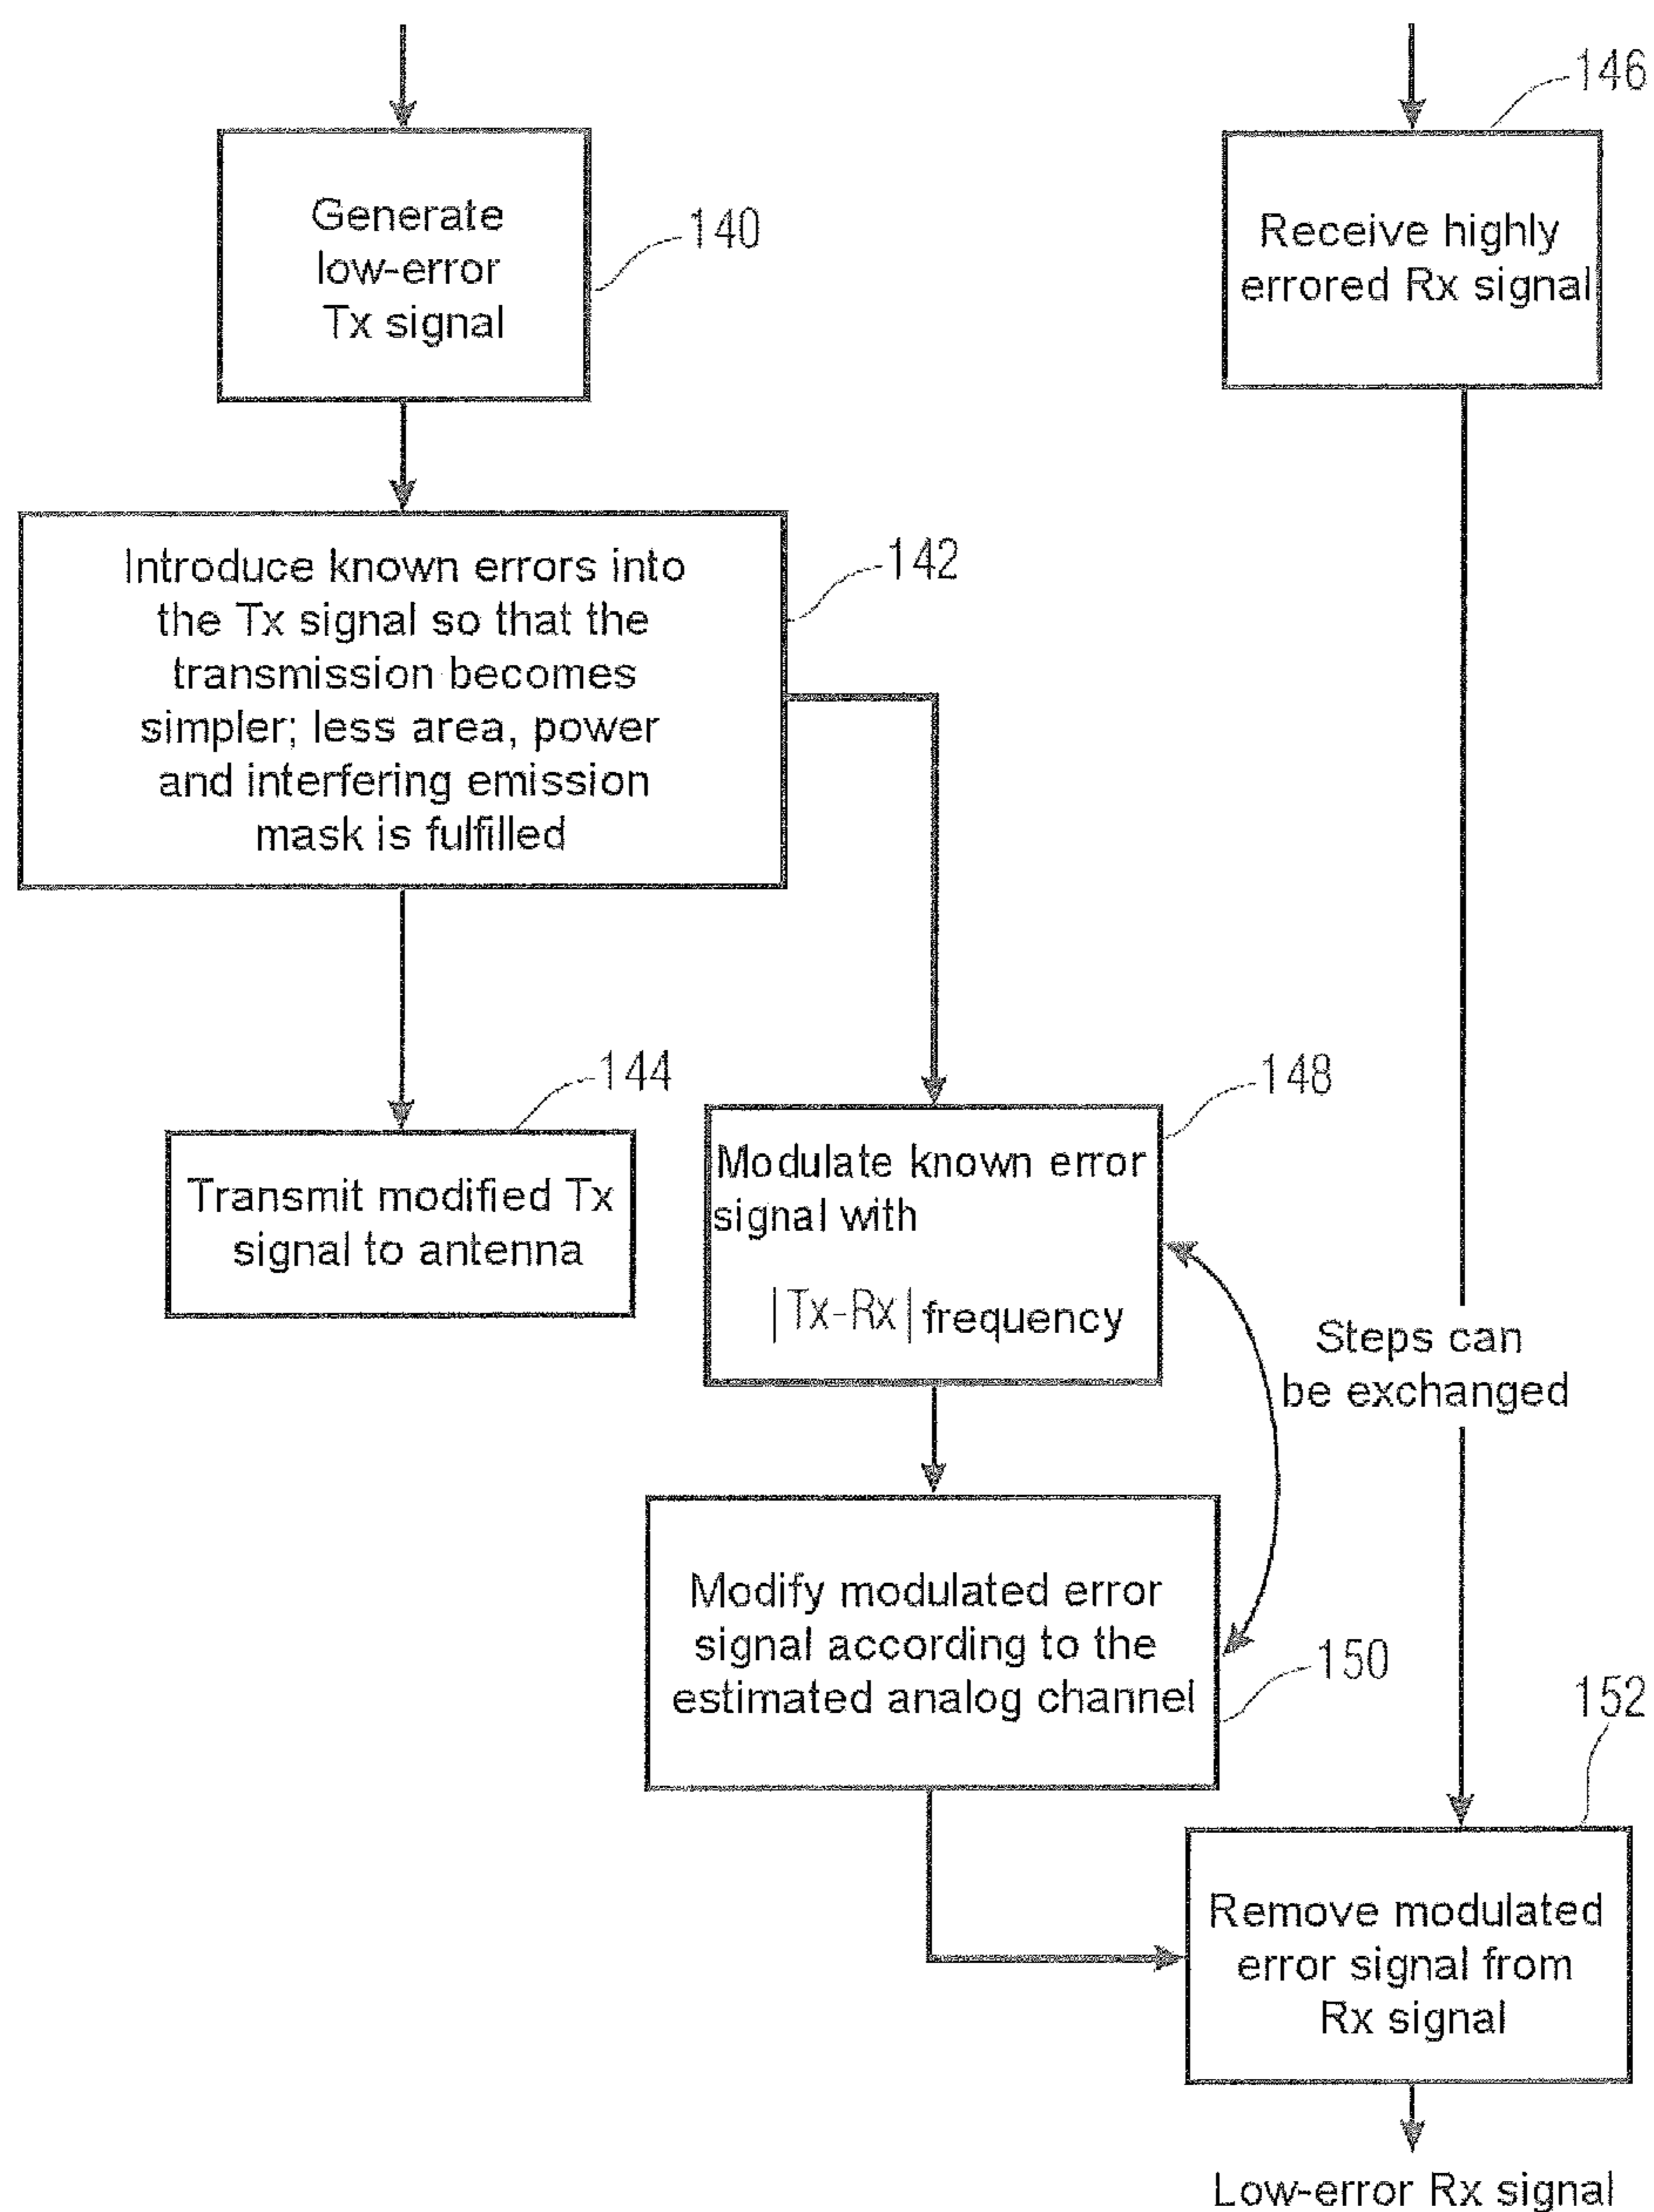 146
Generate
low-error
Tx signal
140
Receive highly
errored Rx signal
Introduce known errors into
the Tx signal so that the
transmission becomes
simpler; less area, power
and interfering emission
mask is fulfilled
142
144
Transmit modified Tx
signal to antenna
148
Modulate known error
signal with
|Tx-Rx| frequency
Steps can
be exchanged
Modify modulated error
signal according to the
estimated analog channel
150
152
Remove modulated
error signal from
Rx signal
Low-error Rx signal